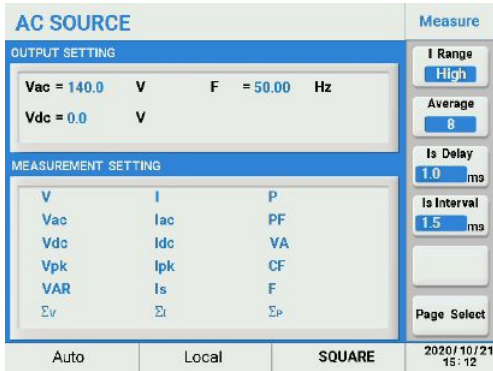 AC SOURCE
Measure
OUTPUT SETTING
Vac = 140.0 V F = 50.00 Hz
Vdc = 0.0 V
MEASUREMENT SETTING
V I P
Vac Iac PF
Vdc Idc VA
Vpk Ipk CF
VAR Is F
Σv Σı Σᴘ
I Range
High
Average
8
Is Delay
1.0 ms
Is Interval
1.5 ms
Page Select
Auto Local SQUARE
2020/10/21
15:12